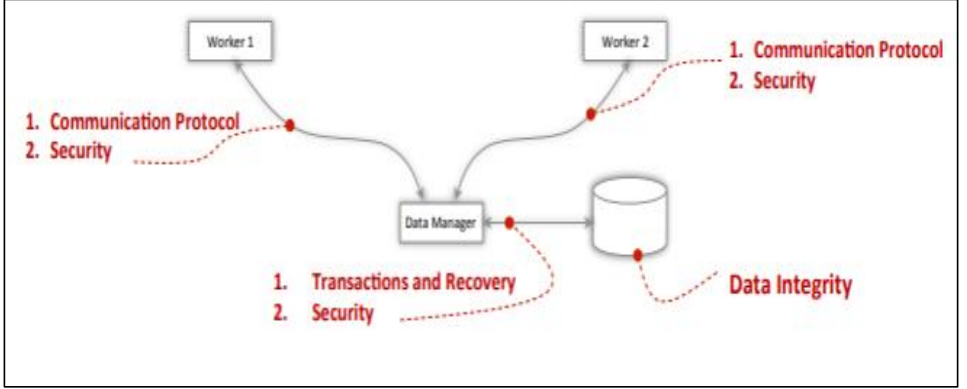 Worker 1
Worker 2
1. Communication Protocol
2. Security
1. Communication Protocol
2. Security
Data Manager
1. Transactions and Recovery
2. Security
Data Integrity